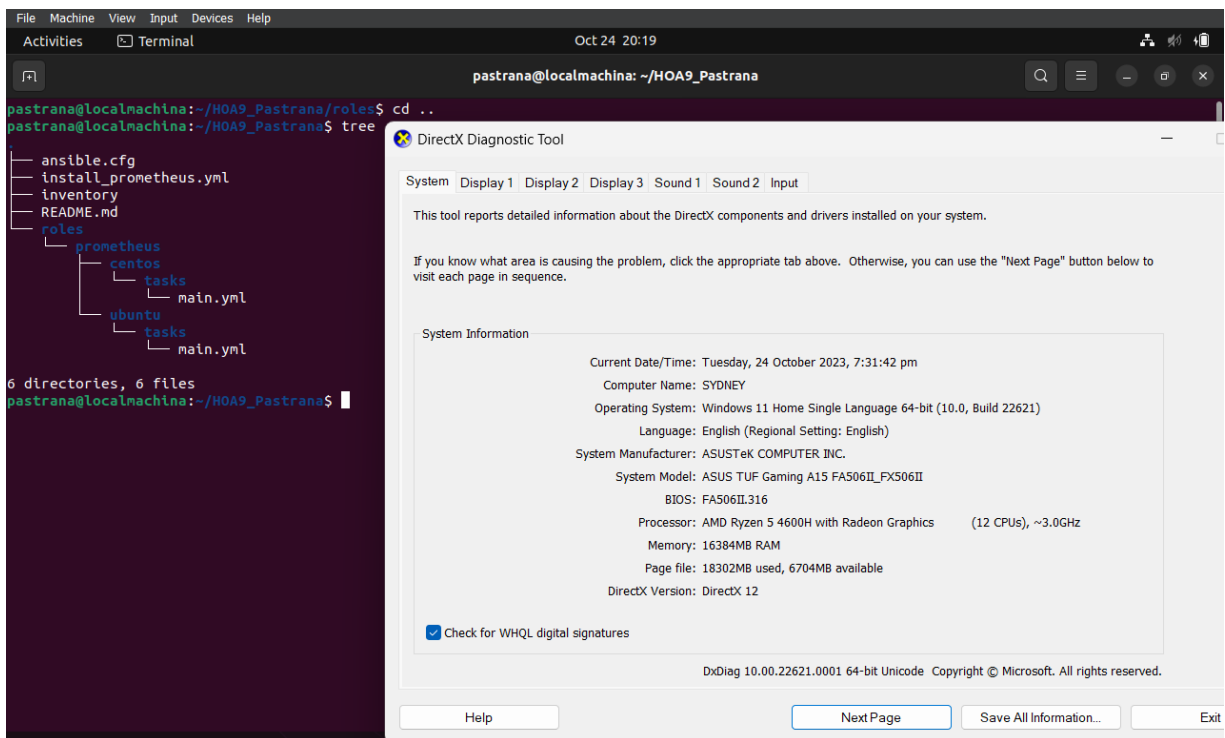 File Machine View Input Devices Help
Activities Terminal Oct 24 20:19
pastrana@localmachina: ~/HOA9_Pastrana
pastrana@localmachina:~/HOA9_Pastrana/roles$ cd ..
pastrana@localmachina:~/HOA9_Pastrana$ tree
.
├── ansible.cfg
├── install_prometheus.yml
├── inventory
├── README.md
└── roles
    └── prometheus
        ├── centos
        │   └── tasks
        │       └── main.yml
        └── ubuntu
            └── tasks
                └── main.yml
6 directories, 6 files
pastrana@localmachina:~/HOA9_Pastrana$
DirectX Diagnostic Tool
System Display 1 Display 2 Display 3 Sound 1 Sound 2 Input
This tool reports detailed information about the DirectX components and drivers installed on your system.
If you know what area is causing the problem, click the appropriate tab above. Otherwise, you can use the "Next Page" button below to
visit each page in sequence.
System Information
Current Date/Time: Tuesday, 24 October 2023, 7:31:42 pm
Computer Name: SYDNEY
Operating System: Windows 11 Home Single Language 64-bit (10.0, Build 22621)
Language: English (Regional Setting: English)
System Manufacturer: ASUSTeK COMPUTER INC.
System Model: ASUS TUF Gaming A15 FA506II_FX506II
BIOS: FA506II.316
Processor: AMD Ryzen 5 4600H with Radeon Graphics (12 CPUs), ~3.0GHz
Memory: 16384MB RAM
Page file: 18302MB used, 6704MB available
DirectX Version: DirectX 12
Check for WHQL digital signatures
DxDiag 10.00.22621.0001 64-bit Unicode Copyright © Microsoft. All rights reserved.
Help Next Page Save All Information... Exit